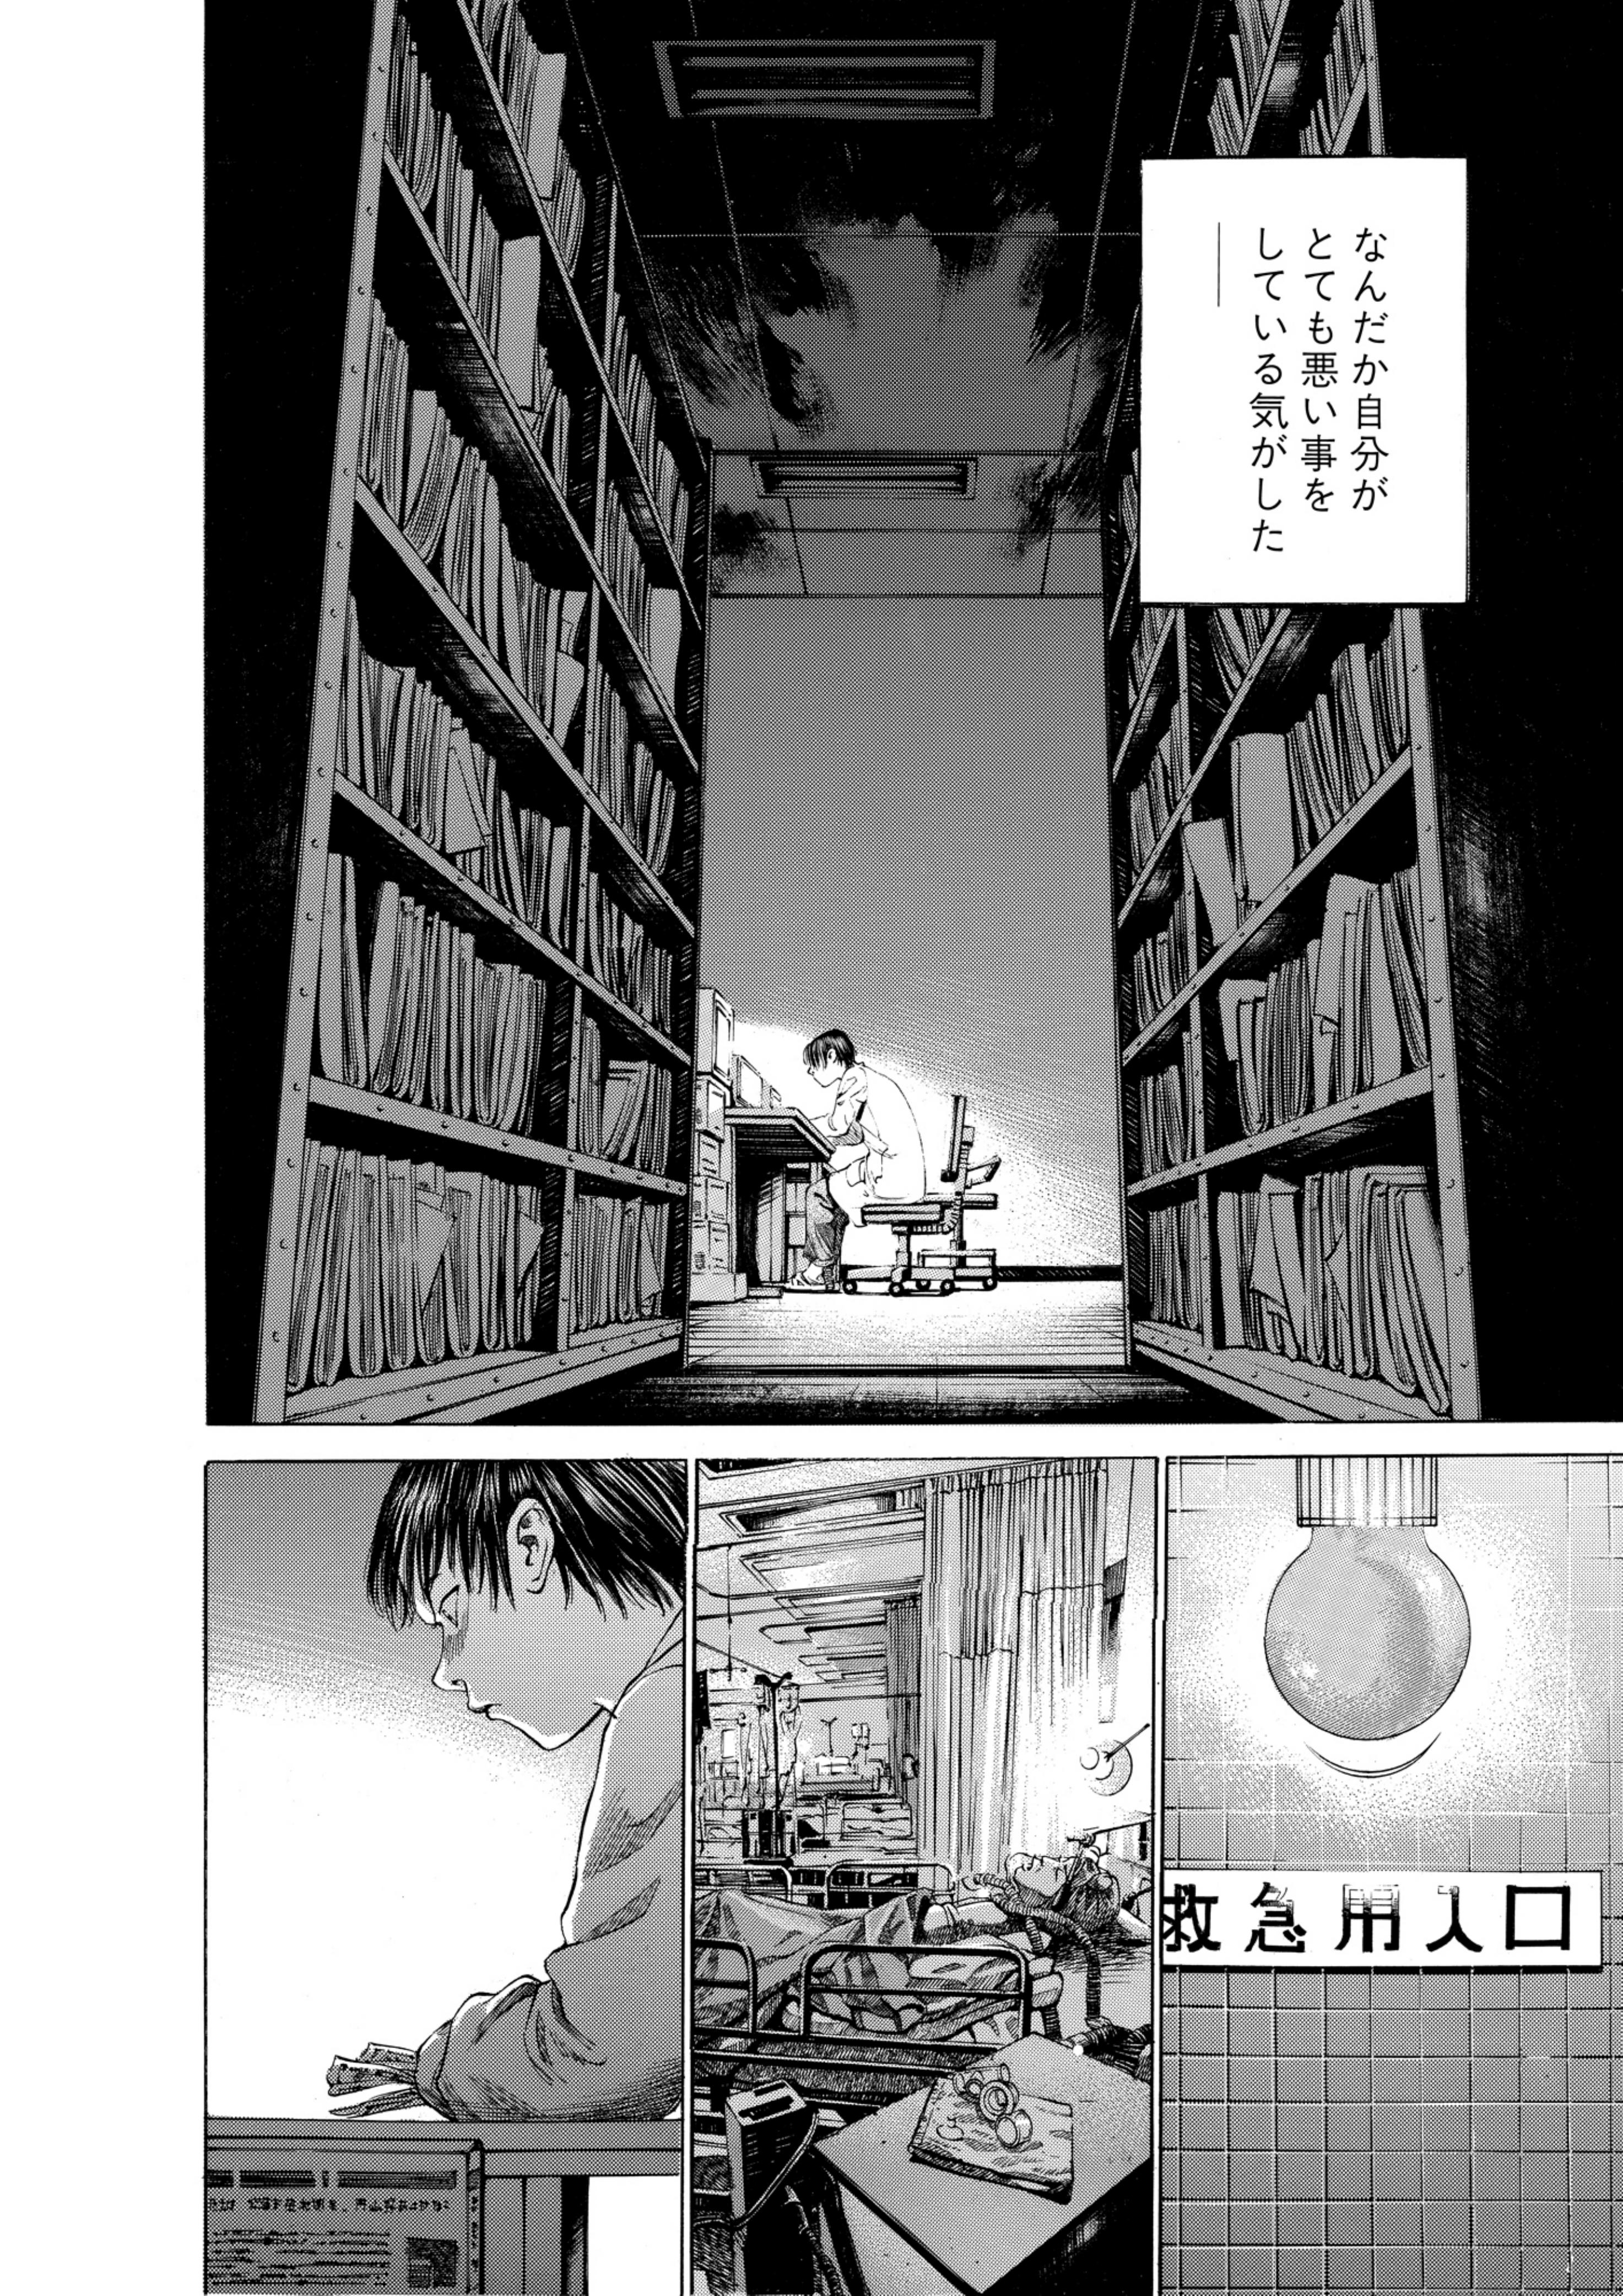 なんだか自分が
とても悪い事を
している気がした
――
救急用入口